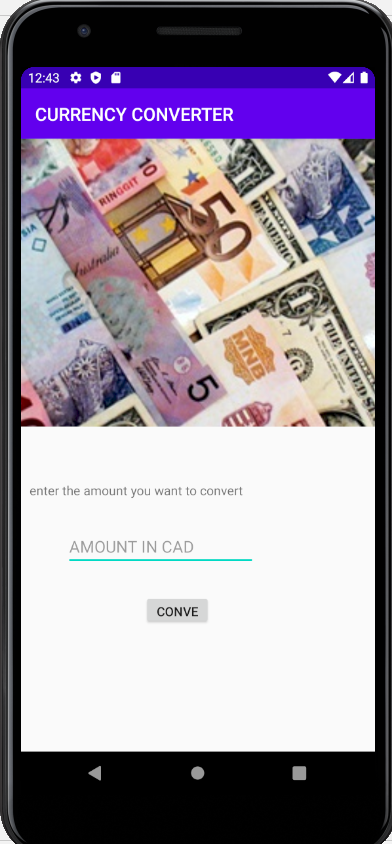 12:43
CURRENCY CONVERTER
10
RINGGIT
50
Australia
5
MNB
THE UNITED
enter the amount you want to convert
AMOUNT IN CAD
CONVE